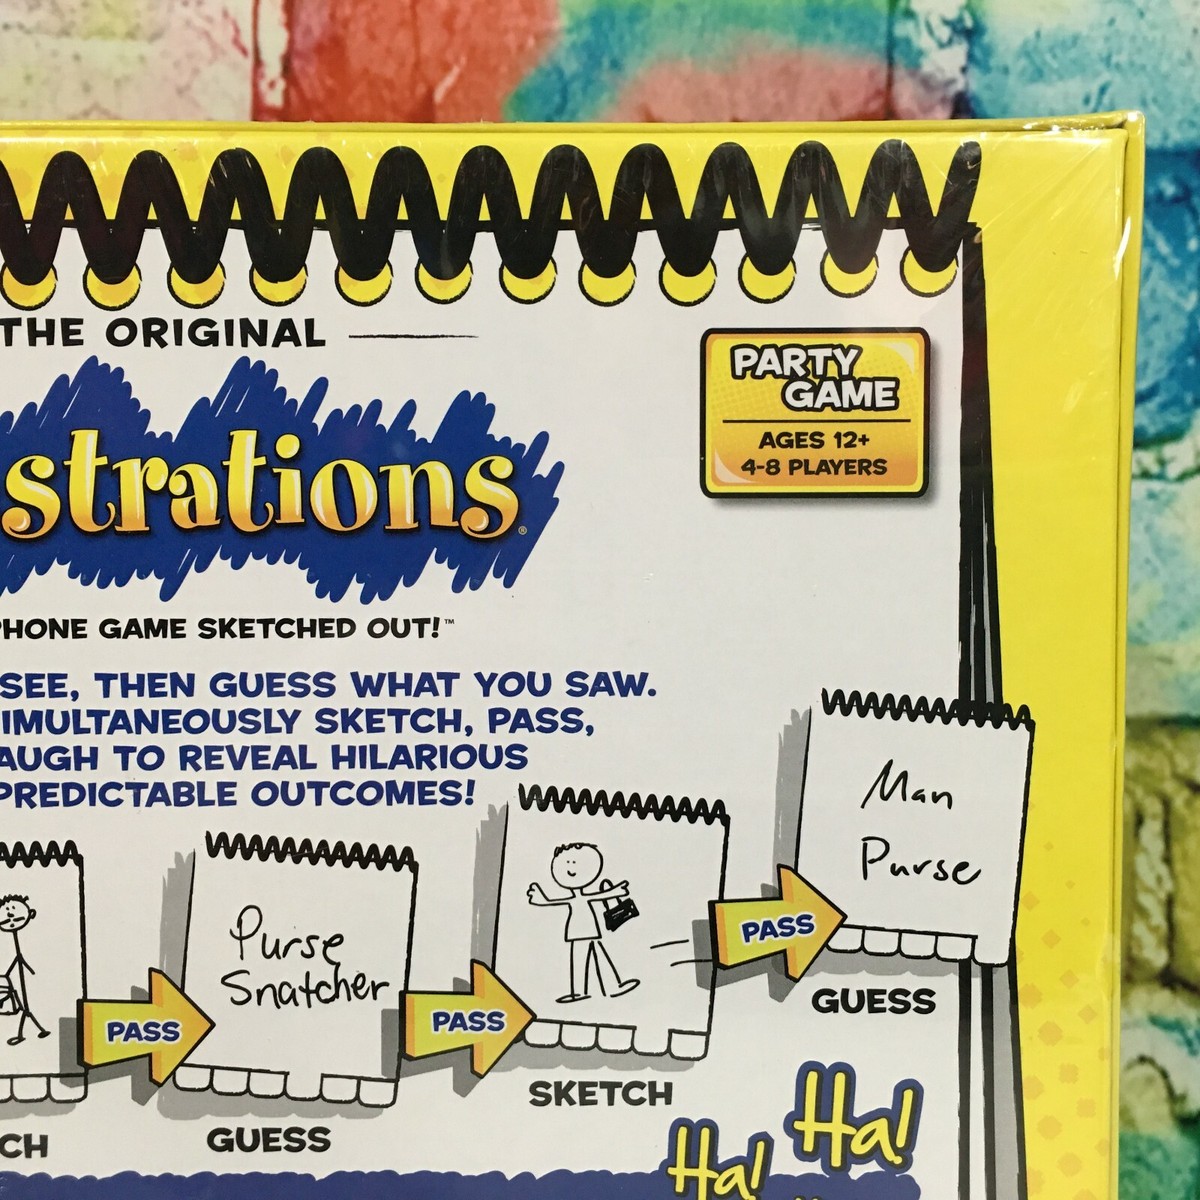 THE ORIGINAL
strations®
PARTY
GAME
AGES 12+
4-8 PLAYERS
PHONE GAME SKETCHED OUT!™
SEE, THEN GUESS WHAT YOU SAW.
IMULTANEOUSLY SKETCH, PASS,
AUGH TO REVEAL HILARIOUS
PREDICTABLE OUTCOMES!
Man
Purse
Purse
Snatcher
PASS
PASS
PASS
GUESS
SKETCH
GUESS
CH
Ha!
Ha!